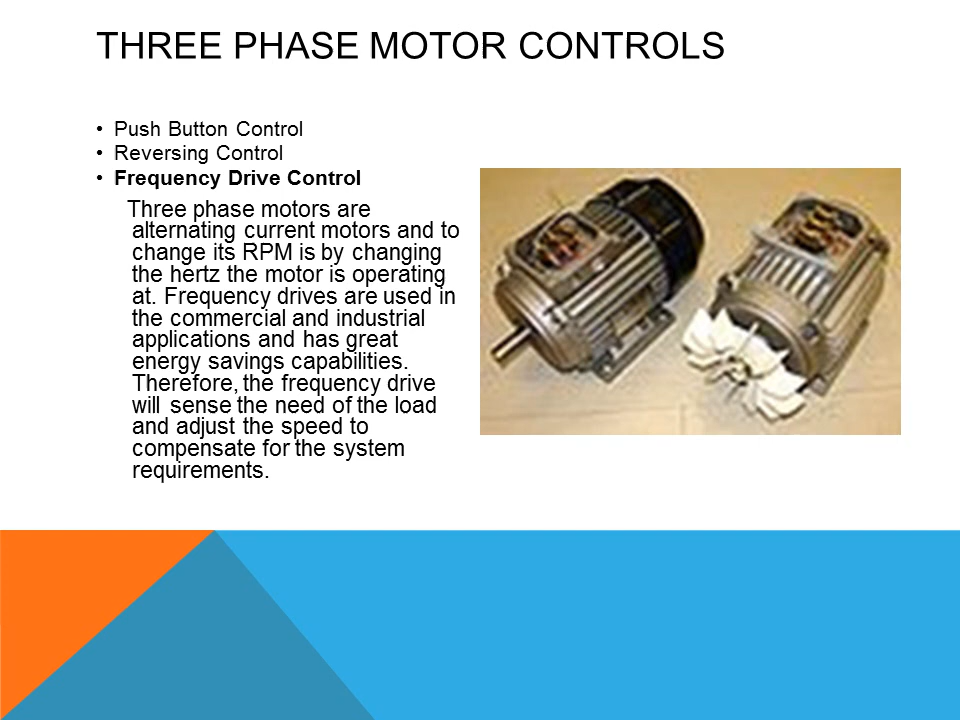 THREE PHASE MOTOR CONTROLS
• Push Button Control
• Reversing Control
• Frequency Drive Control
Three phase motors are
alternating current motors and to
change its RPM is by changing
the hertz the motor is operating
at. Frequency drives are used in
the commercial and industrial
applications and has great
energy savings capabilities.
Therefore, the frequency drive
will sense the need of the load
and adjust the speed to
compensate for the system
requirements.